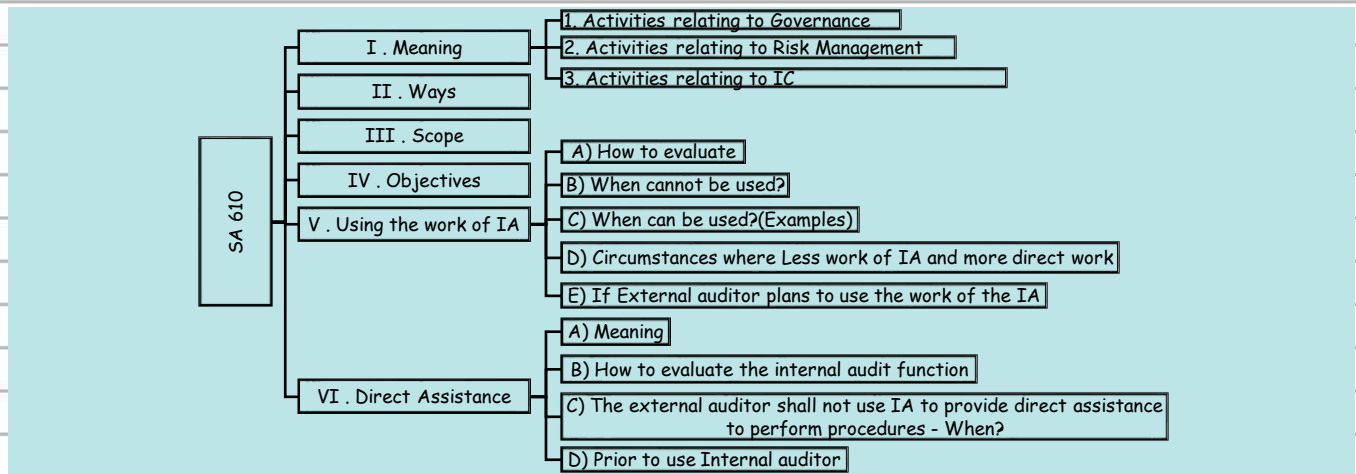 SA 610
I . Meaning
1. Activities relating to Governance
2. Activities relating to Risk Management
3. Activities relating to IC
II . Ways
III . Scope
IV . Objectives
V . Using the work of IA
A) How to evaluate
B) When cannot be used?
C) When can be used?(Examples)
D) Circumstances where Less work of IA and more direct work
E) If External auditor plans to use the work of the IA
VI . Direct Assistance
A) Meaning
B) How to evaluate the internal audit function
C) The external auditor shall not use IA to provide direct assistance
to perform procedures - When?
D) Prior to use Internal auditor